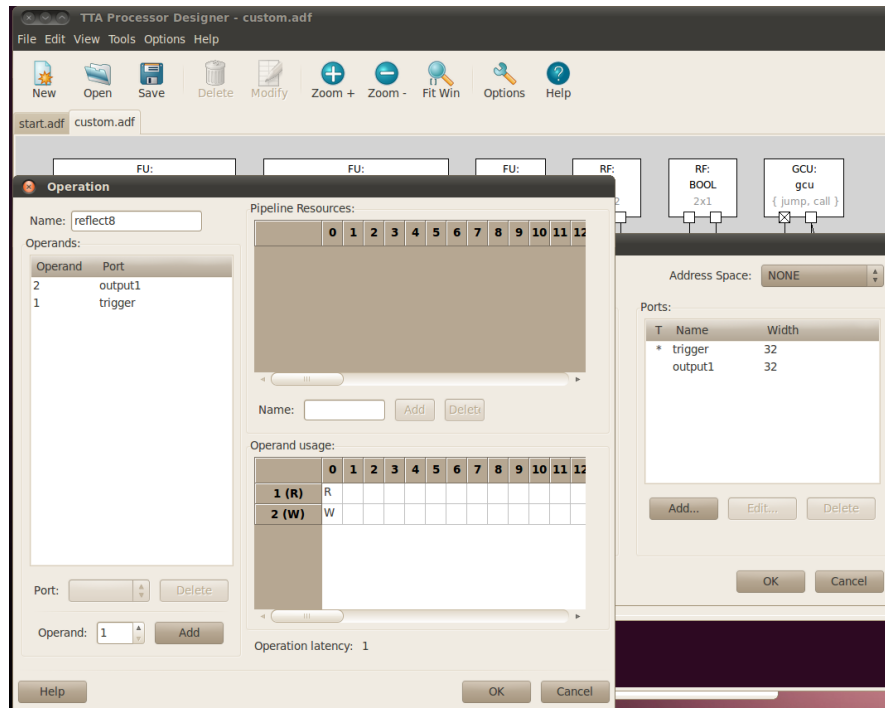 TTA Processor Designer - custom.adf
File Edit View Tools Options Help
New Open Save Delete Modify Zoom + Zoom - Fit Win Options Help
start.adf custom.adf
FU: FU: FU: RF: RF: GCU:
BOOL gcu
2 2x1 { jump, call }
Operation
Name: reflect8
Operands:
Operand Port
2 output1
1 trigger
Port: Delete
Operand: 1 Add
Pipeline Resources:
0 1 2 3 4 5 6 7 8 9 10 11 12
Name: Add Delete
Operand usage:
0 1 2 3 4 5 6 7 8 9 10 11 12
1 (R) R
2 (W) W
Operation latency: 1
Help OK Cancel
Address Space: NONE
Ports:
T Name Width
* trigger 32
output1 32
Add... Edit... Delete
OK Cancel